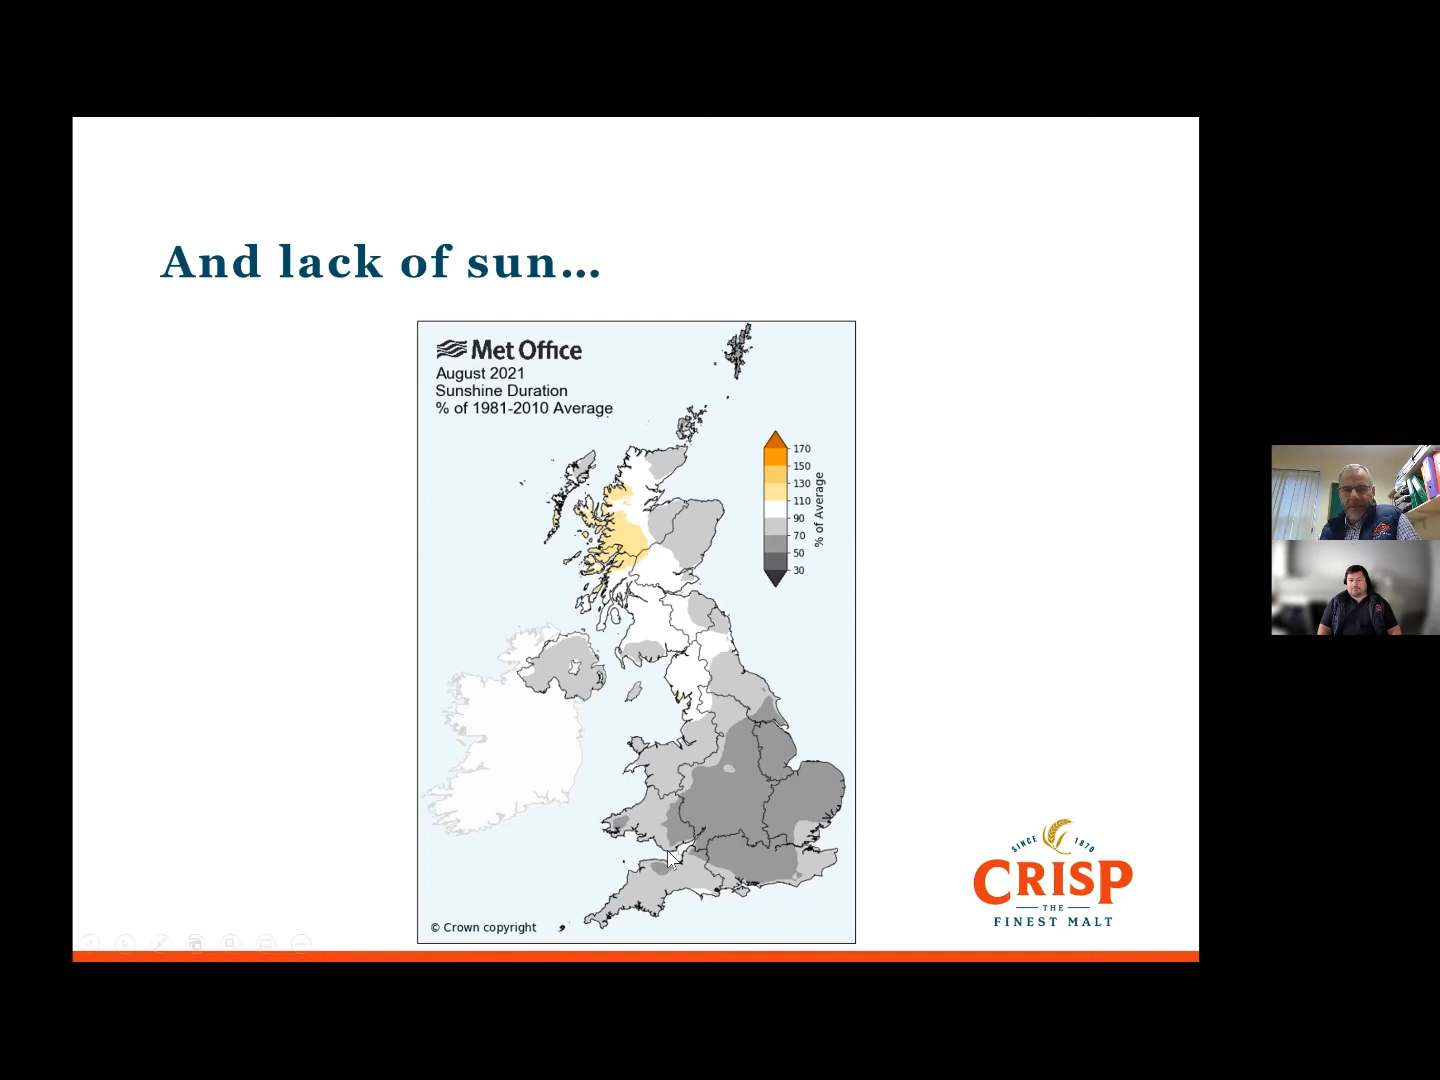 And lack of sun...
Met Office
August 2021
Sunshine Duration
% of 1981-2010 Average
170
150
130
110
90
70
50
30
% of Average
© Crown copyright
SINCE 1870
CRISP
THE
FINEST MALT